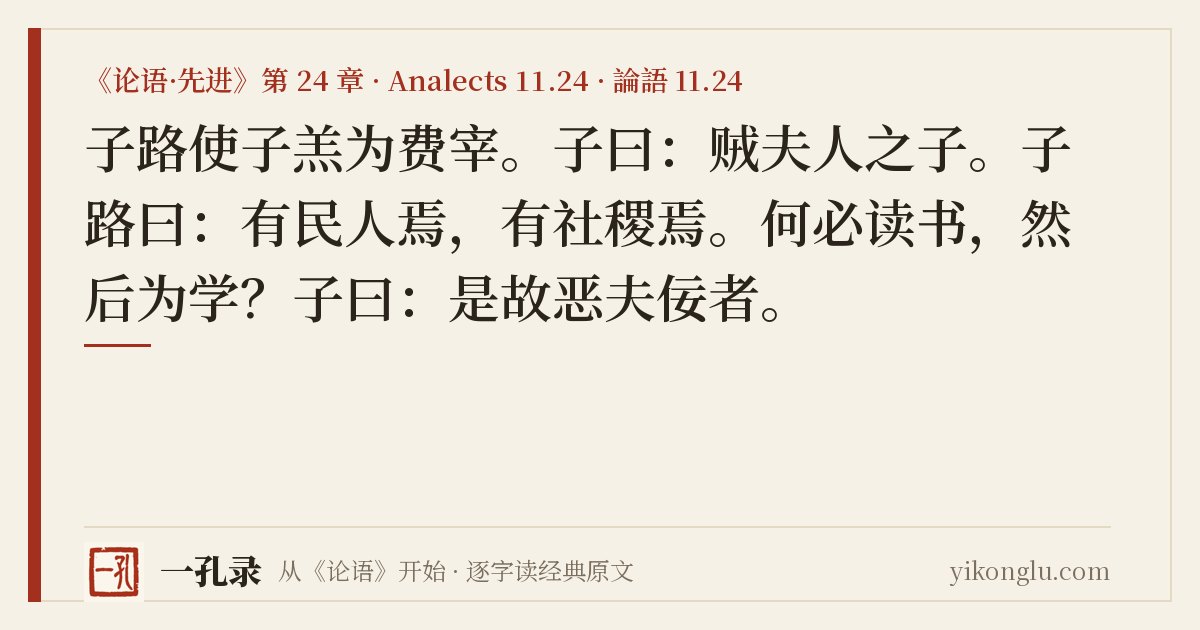 《论语·先进》第 24 章 · Analects 11.24 · 論語 11.24
子路使子羔为费宰。子曰：贼夫人之子。子
路曰：有民人焉，有社稷焉。何必读书，然
后为学？子曰：是故恶夫佞者。
一孔
一孔录 从《论语》开始 · 逐字读经典原文 yikonglu.com